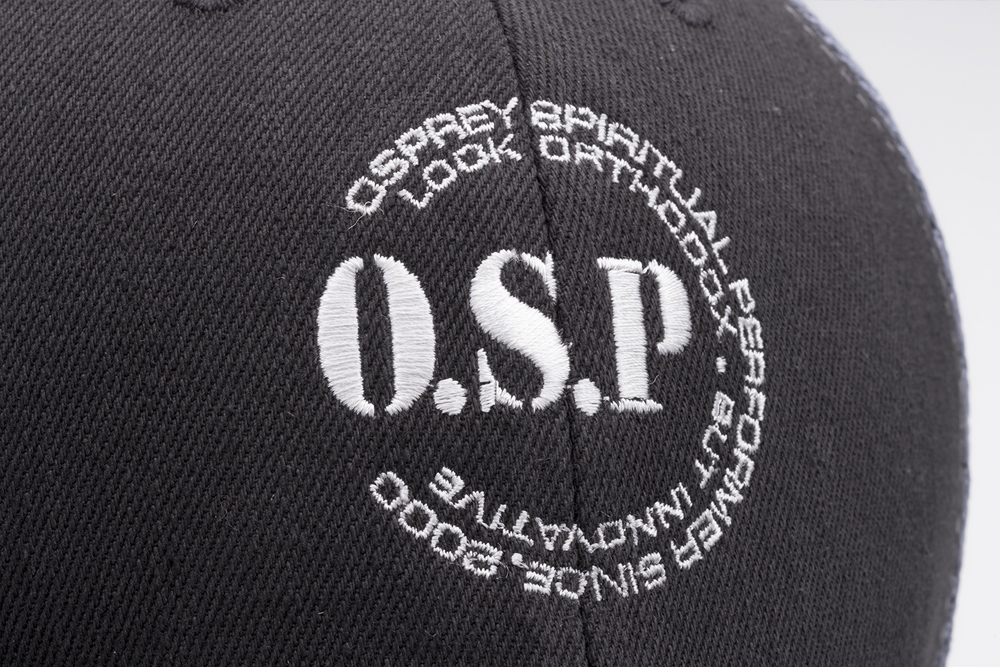 OSPREY SPIRITUAL PERFORMER SINCE.2000
LOOK ORTHODOX · BUT INNOVATIVE
O.S.P